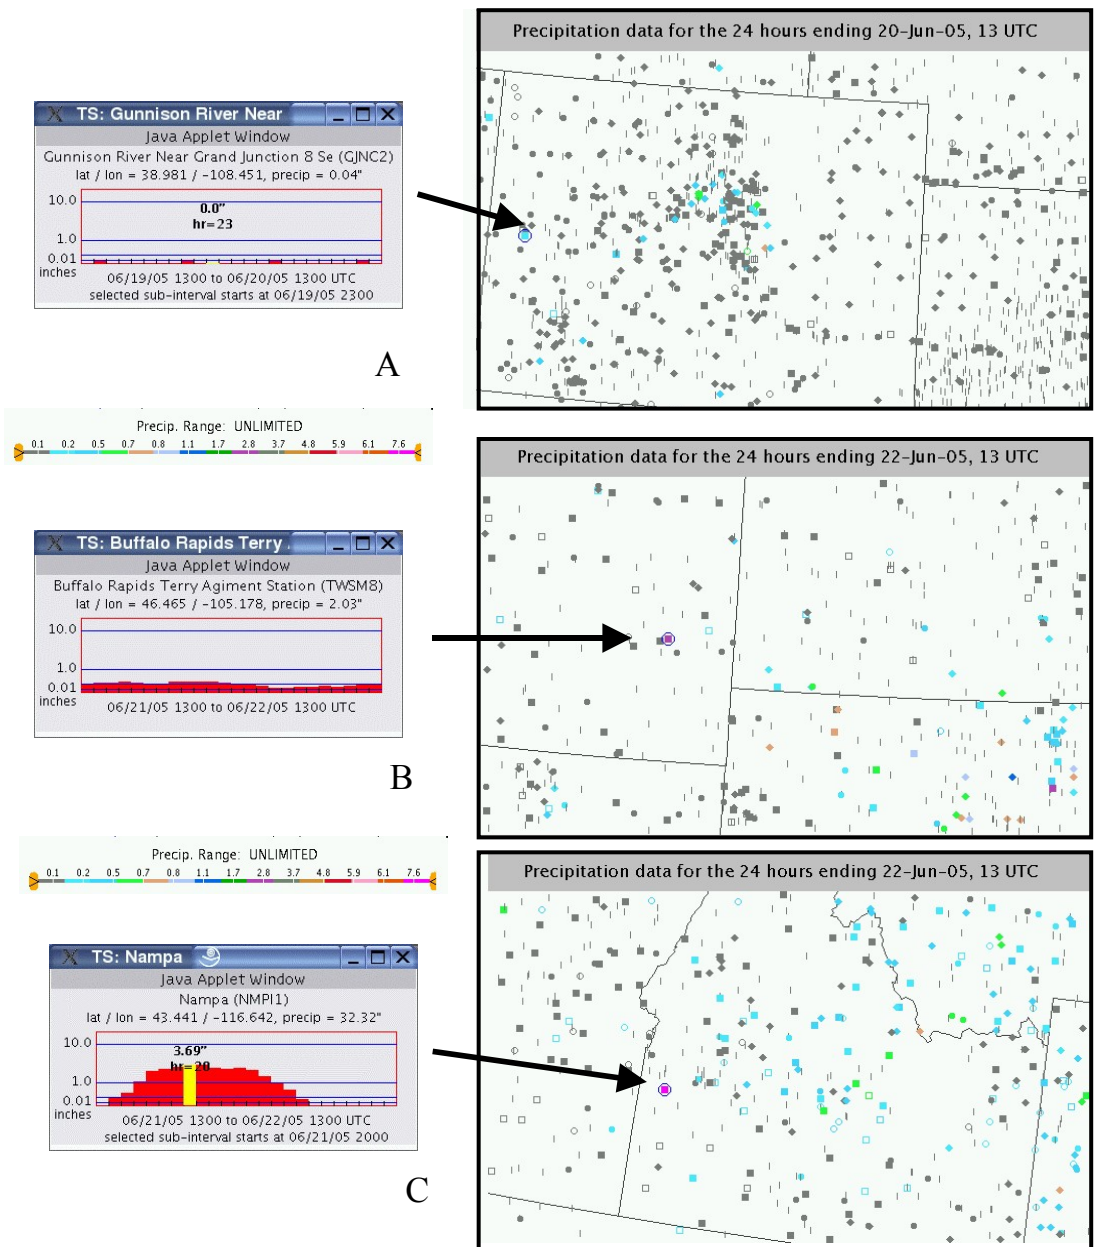 Precipitation data for the 24 hours ending 20-Jun-05, 13 UTC
TS: Gunnison River Near
Java Applet Window
Gunnison River Near Grand Junction 8 Se (GJNC2)
lat / lon = 38.981 / -108.451, precip = 0.04"
10.0
0.0"
hr=23
1.0
0.01
inches
06/19/05 1300 to 06/20/05 1300 UTC
selected sub-interval starts at 06/19/05 2300
A
Precip. Range: UNLIMITED
0.1 0.2 0.5 0.7 0.8 1.1 1.7 2.8 3.7 4.8 5.9 6.1 7.6
Precipitation data for the 24 hours ending 22-Jun-05, 13 UTC
TS: Buffalo Rapids Terry .
Java Applet Window
Buffalo Rapids Terry Agiment Station (TWSM8)
lat / lon = 46.465 / -105.178, precip = 2.03"
10.0
1.0
0.01
inches
06/21/05 1300 to 06/22/05 1300 UTC
B
Precip. Range: UNLIMITED
0.1 0.2 0.5 0.7 0.8 1.1 1.7 2.8 3.7 4.8 5.9 6.1 7.6
Precipitation data for the 24 hours ending 22-Jun-05, 13 UTC
TS: Nampa
Java Applet Window
Nampa (NMPI1)
lat / lon = 43.441 / -116.642, precip = 32.32"
10.0
3.69"
hr=20
1.0
0.01
inches
06/21/05 1300 to 06/22/05 1300 UTC
selected sub-interval starts at 06/21/05 2000
C